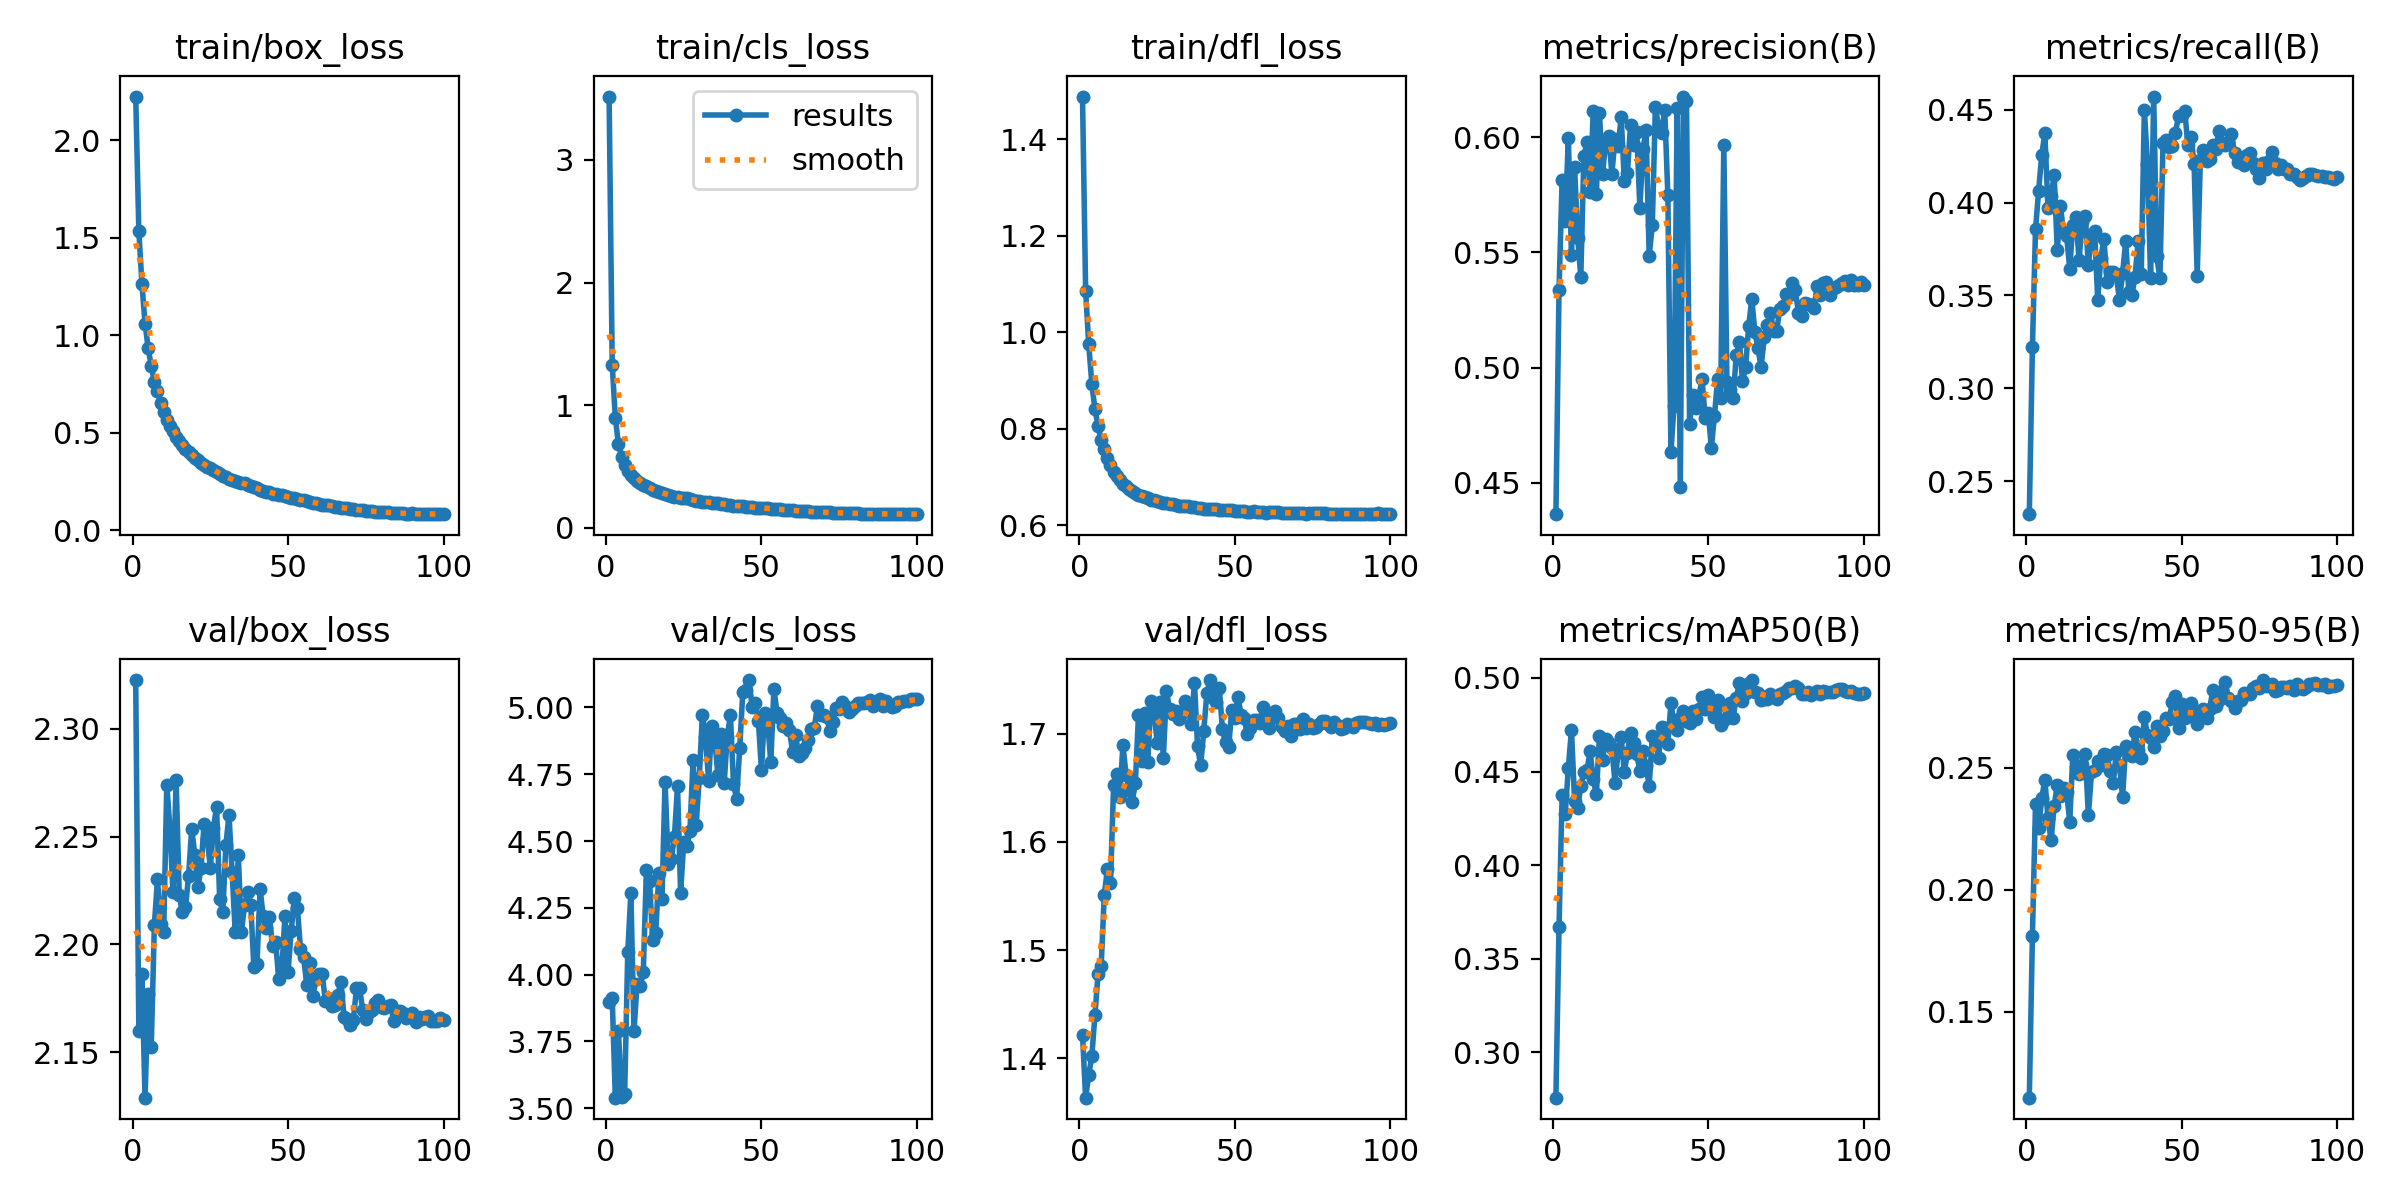 train/box_loss
train/cls_loss
train/dfl_loss
metrics/precision(B)
metrics/recall(B)
2.0
1.5
1.0
0.5
0.0
0 50 100
results
smooth
3
2
1
0
0 50 100
1.4
1.2
1.0
0.8
0.6
0 50 100
0.60
0.55
0.50
0.45
0 50 100
0.45
0.40
0.35
0.30
0.25
0 50 100
val/box_loss
val/cls_loss
val/dfl_loss
metrics/mAP50(B)
metrics/mAP50-95(B)
2.30
2.25
2.20
2.15
0 50 100
5.00
4.75
4.50
4.25
4.00
3.75
3.50
0 50 100
1.7
1.6
1.5
1.4
0 50 100
0.50
0.45
0.40
0.35
0.30
0 50 100
0.25
0.20
0.15
0 50 100